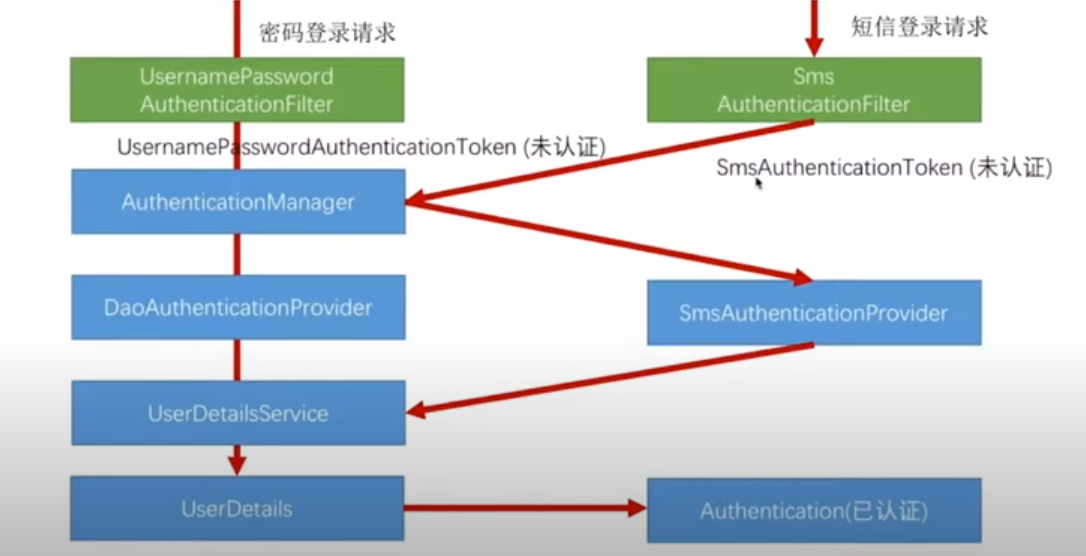 密码登录请求
短信登录请求
UsernamePassword
AuthenticationFilter
Sms
AuthenticationFilter
UsernamePasswordAuthenticationToken (未认证)
SmsAuthenticationToken (未认证)
AuthenticationManager
DaoAuthenticationProvider
SmsAuthenticationProvider
UserDetailsService
UserDetails
Authentication(已认证)